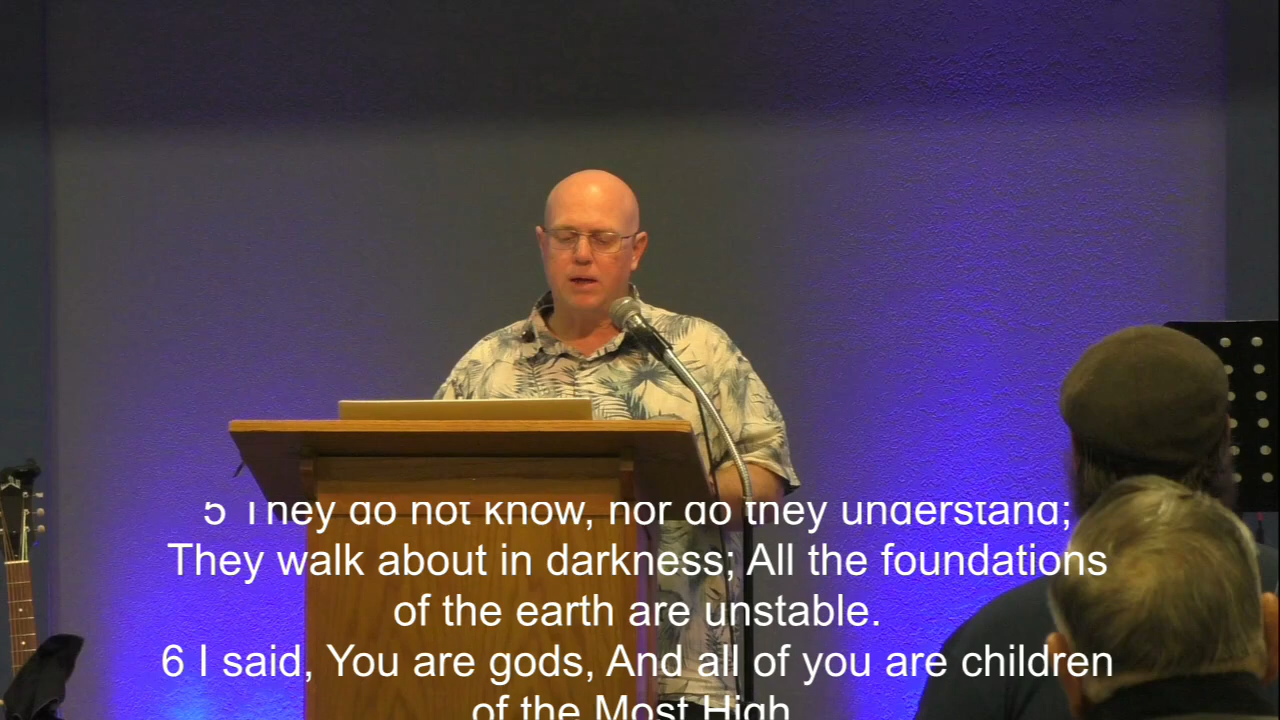 5 They do not know, nor do they understand;
They walk about in darkness; All the foundations
of the earth are unstable.
6 I said, You are gods, And all of you are children
of the Most High.